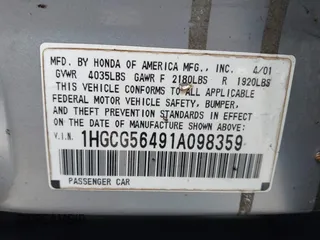 MFD. BY HONDA OF AMERICA MFG., INC. 4/01
GVWR 4035LBS GAWR F 2180LBS R 1920LBS
THIS VEHICLE CONFORMS TO ALL APPLICABLE
FEDERAL MOTOR VEHICLE SAFETY, BUMPER,
AND THEFT PREVENTION STANDARDS IN EFFECT
ON THE DATE OF MANUFACTURE SHOWN ABOVE.
V.I.N. 1HGCG56491A098359
PASSENGER CAR